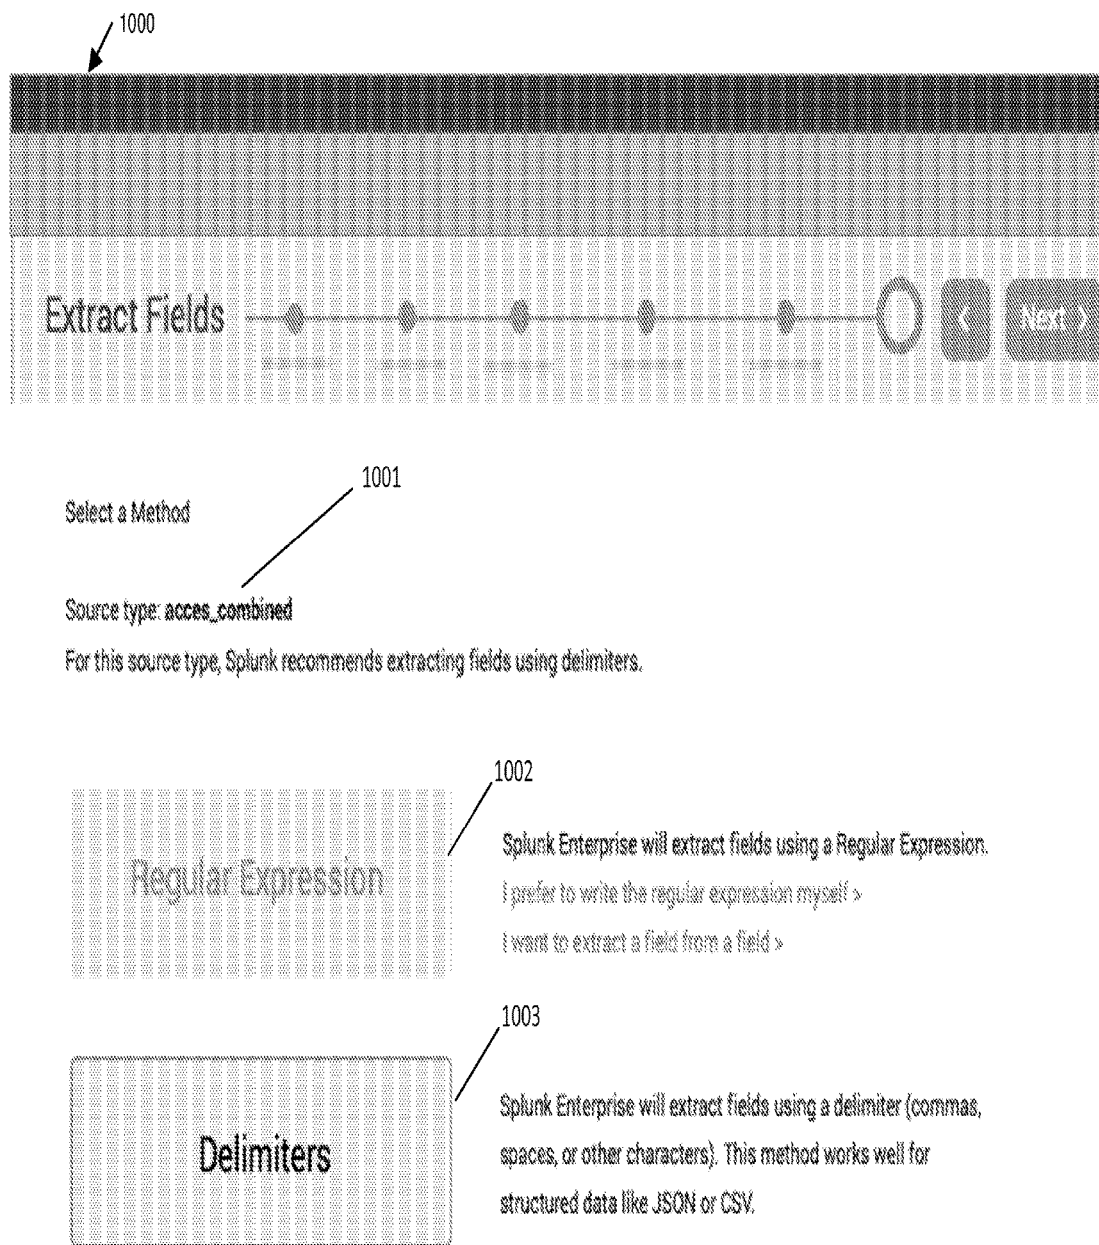 1000
Extract Fields
< Next >
1001
Select a Method
Source type: acces_combined
For this source type, Splunk recommends extracting fields using delimiters.
1002
Regular Expression
Splunk Enterprise will extract fields using a Regular Expression.
I prefer to write the regular expression myself >
I want to extract a field from a field >
1003
Delimiters
Splunk Enterprise will extract fields using a delimiter (commas,
spaces, or other characters). This method works well for
structured data like JSON or CSV.